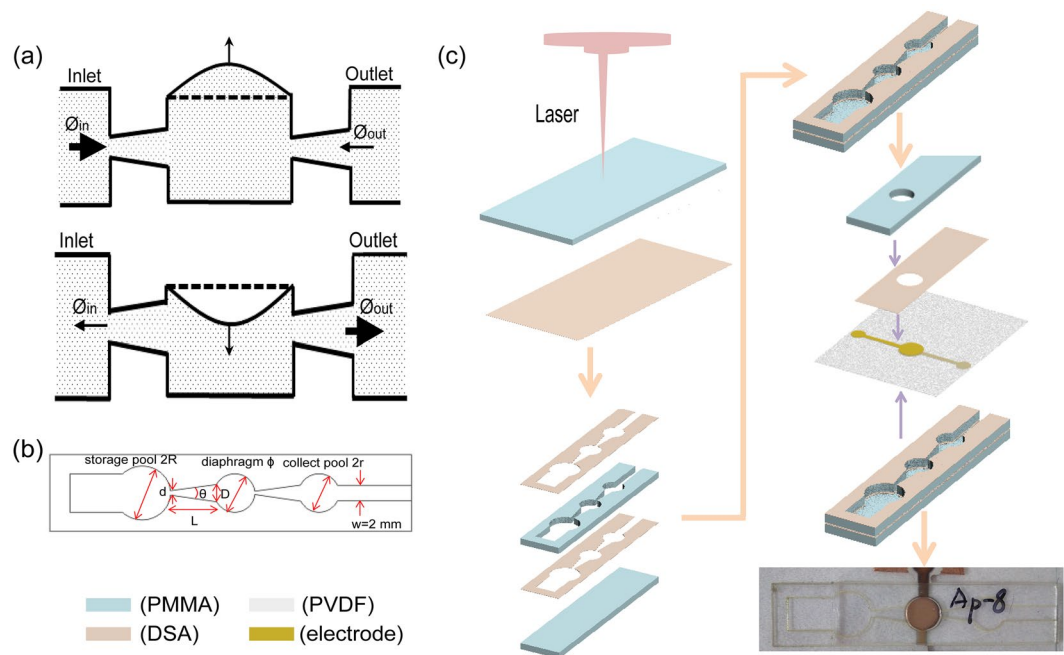 (a)
Inlet
Outlet
Øin
Øout
Inlet
Outlet
Øin
Øout
(b)
storage pool 2R
diaphragm ϕ
collect pool 2r
d
θ
D
L
w=2 mm
(PMMA)
(PVDF)
(DSA)
(electrode)
(c)
Laser
Ap-8